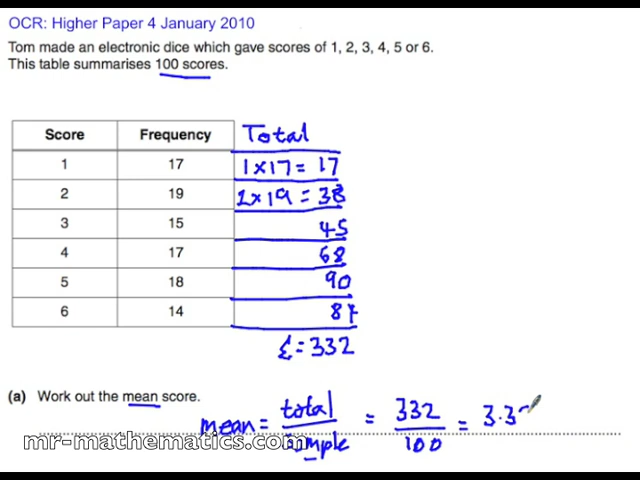 OCR: Higher Paper 4 January 2010
Tom made an electronic dice which gave scores of 1, 2, 3, 4, 5 or 6.
This table summarises 100 scores.
Score Frequency Total
1 17 1×17=17
2 19 2×19=38
3 15 45
4 17 68
5 18 90
6 14 84
Σ=332
(a) Work out the mean score.
mean = total / sample = 332 / 100 = 3.3
mr-mathematics.com